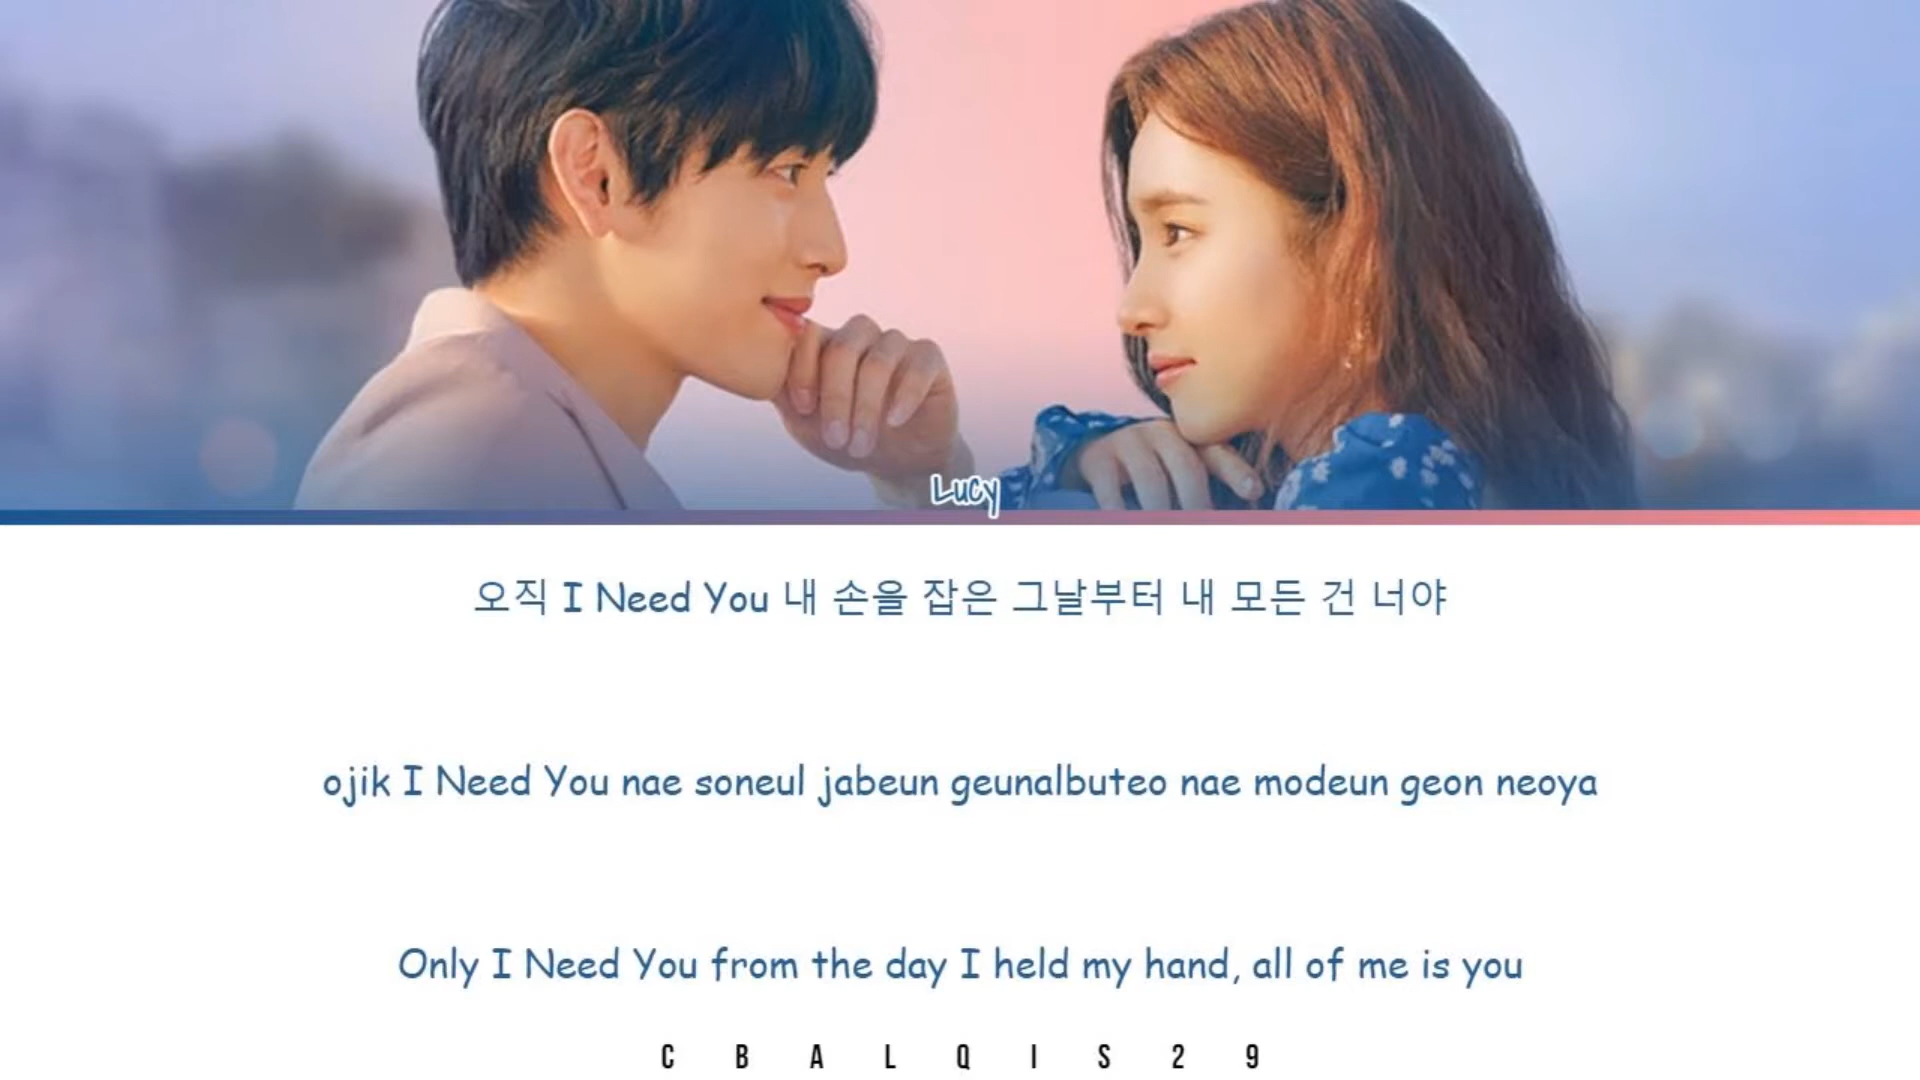 Lucy
오직 I Need You 내 손을 잡은 그날부터 내 모든 건 너야
ojik I Need You nae soneul jabeun geunalbuteo nae modeun geon neoya
Only I Need You from the day I held my hand, all of me is you
CBALQIS29